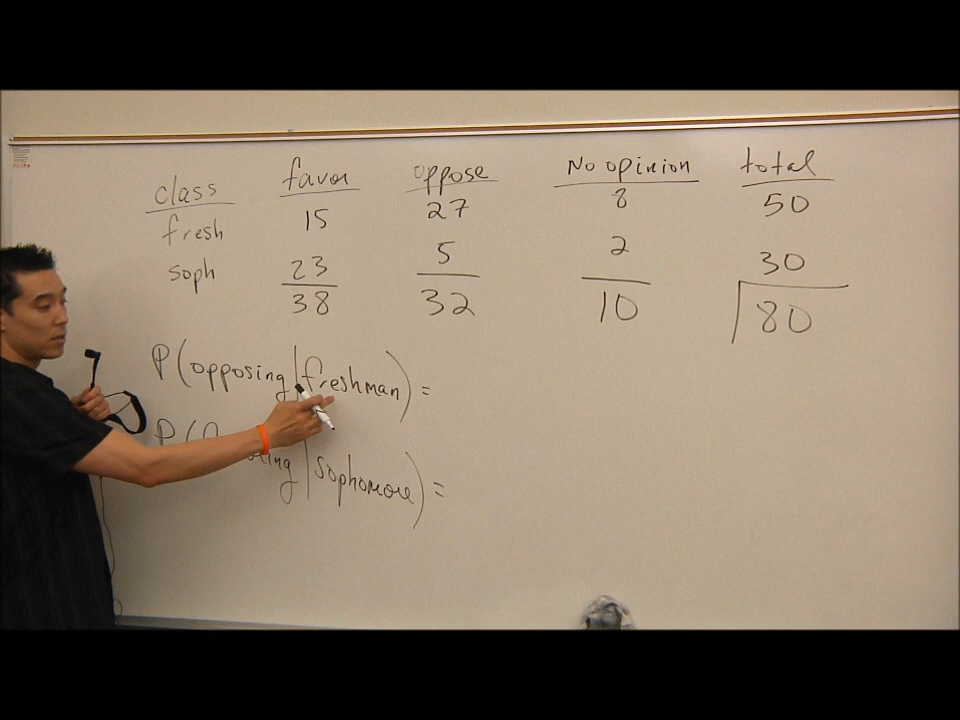 class favor oppose No opinion total
fresh 15 27 8 50
soph 23 5 2 30
38 32 10 80
P(opposing|freshman) =
P( |sophomore) =